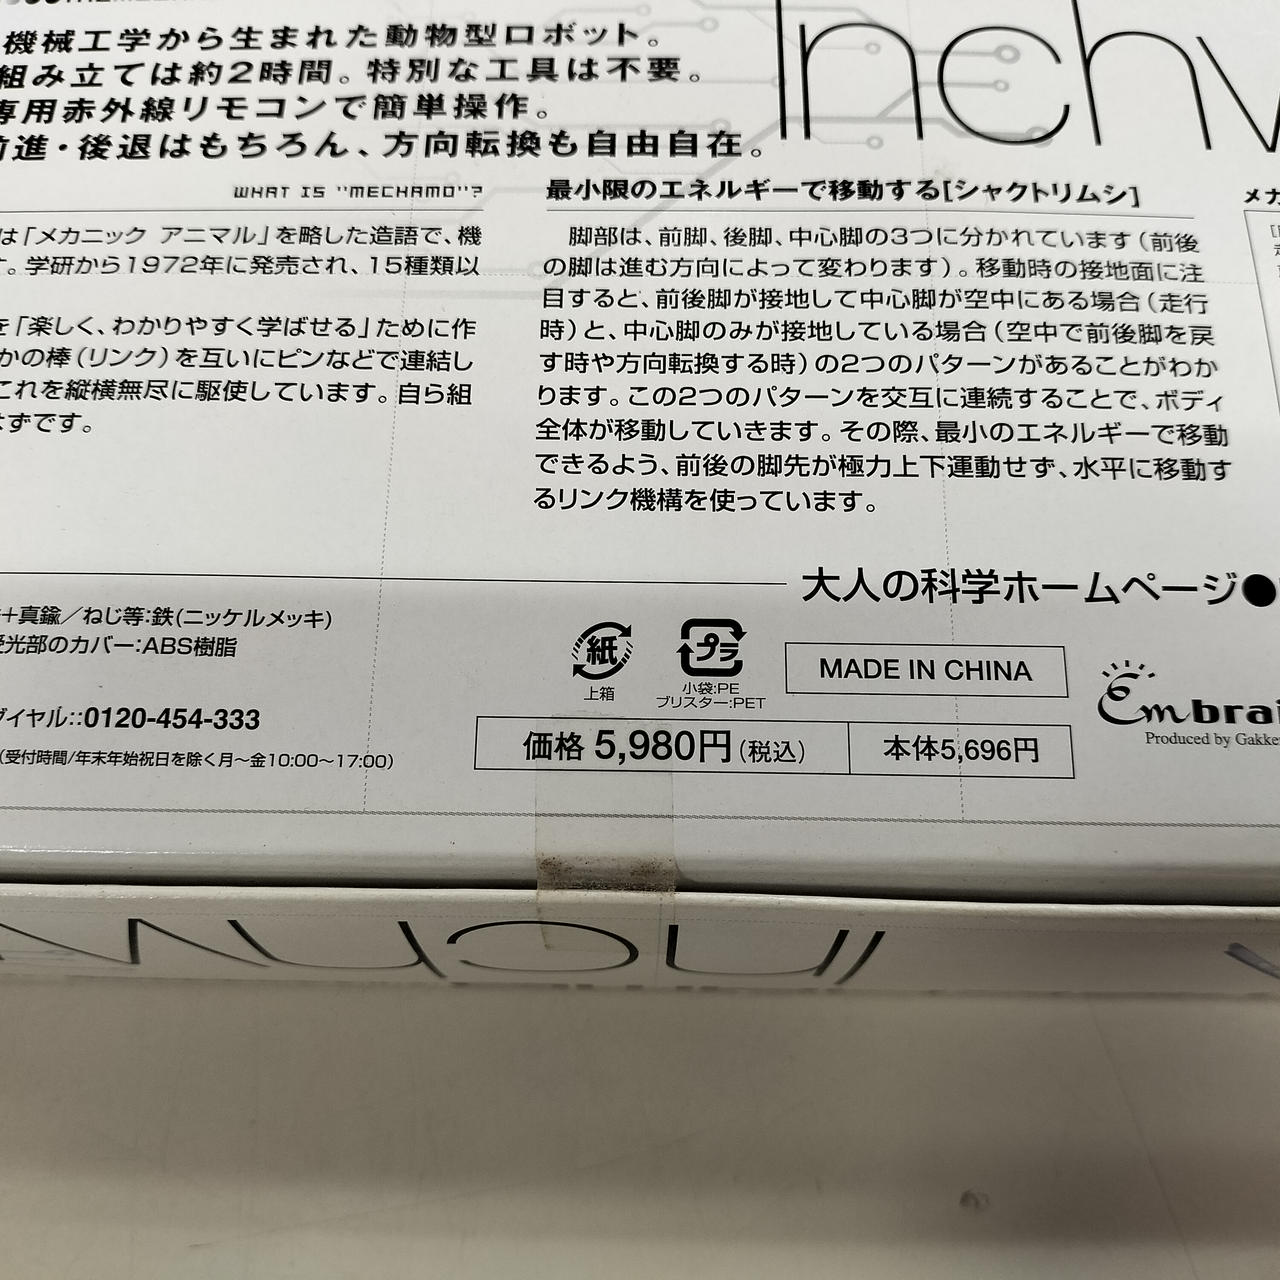 機械工学から生まれた動物型ロボット。
組み立ては約2時間。特別な工具は不要。
専用赤外線リモコンで簡単操作。
前進・後退はもちろん、方向転換も自由自在。
Inchw
WHAT IS "MECHAMO"?
は「メカニック アニマル」を略した造語で、機
す。学研から1972年に発売され、15種類以
を「楽しく、わかりやすく学ばせる」ために作
かの棒(リンク)を互いにピンなどで連結し
これを縦横無尽に駆使しています。自ら組
はずです。
最小限のエネルギーで移動する[シャクトリムシ]
脚部は、前脚、後脚、中心脚の3つに分かれています(前後
の脚は進む方向によって変わります)。移動時の接地面に注
目すると、前後脚が接地して中心脚が空中にある場合(走行
時)と、中心脚のみが接地している場合(空中で前後脚を戻
す時や方向転換する時)の2つのパターンがあることがわか
ります。この2つのパターンを交互に連続することで、ボディ
全体が移動していきます。その際、最小のエネルギーで移動
できるよう、前後の脚先が極力上下運動せず、水平に移動す
るリンク機構を使っています。
メカ
大人の科学ホームページ●
+真鍮/ねじ等:鉄(ニッケルメッキ)
受光部のカバー:ABS樹脂
ダイヤル::0120-454-333
(受付時間/年末年始祝日を除く月〜金10:00〜17:00)
紙
上箱
プラ
小袋:PE
ブリスター:PET
MADE IN CHINA
価格 5,980円(税込) 本体5,696円
Embrai
Produced by Gakken
Inchw